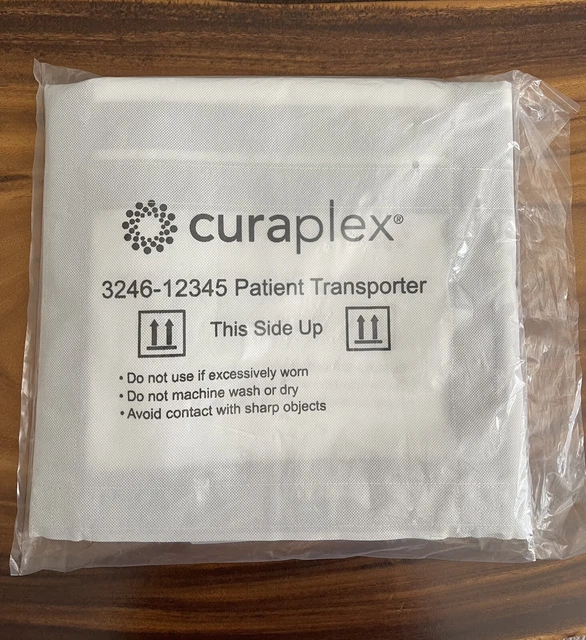 curaplex®
3246-12345 Patient Transporter
This Side Up
• Do not use if excessively worn
• Do not machine wash or dry
• Avoid contact with sharp objects